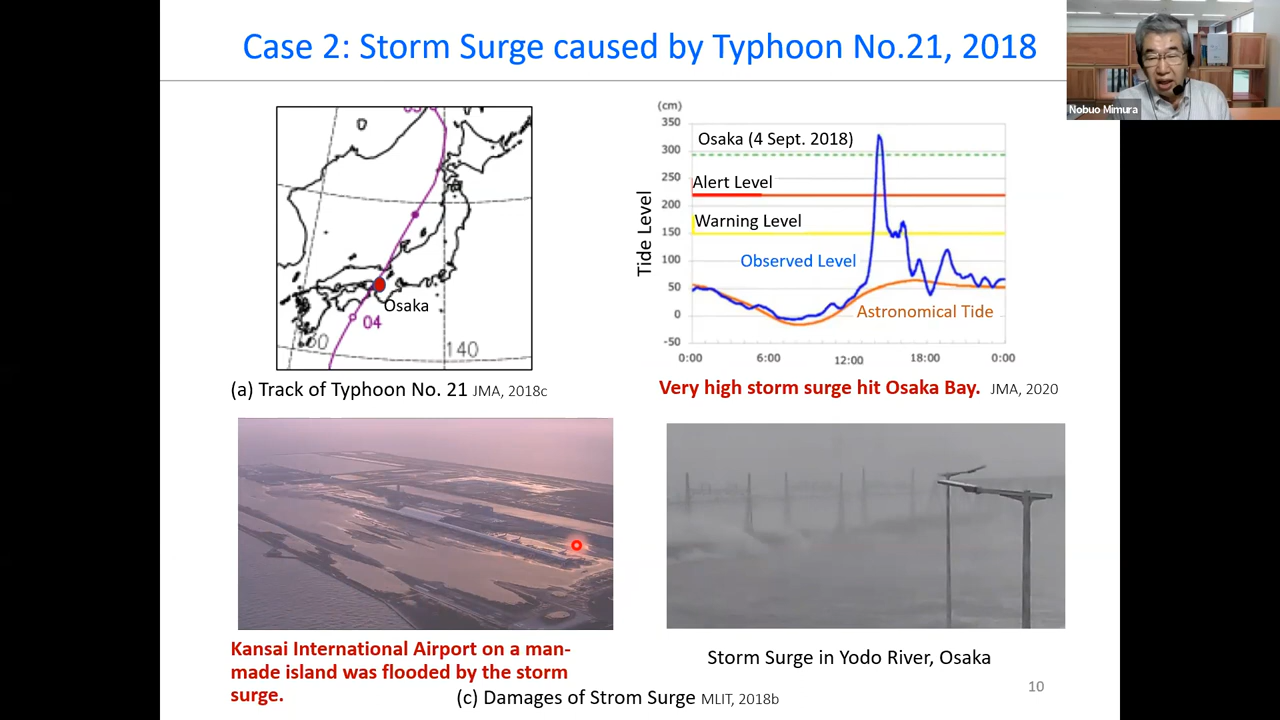 Case 2: Storm Surge caused by Typhoon No.21, 2018
Nobuo Mimura
Osaka
04
140
(a) Track of Typhoon No. 21 JMA, 2018c
(cm)
350
300
250
200
150
100
50
0
-50
Tide Level
Osaka (4 Sept. 2018)
Alert Level
Warning Level
Observed Level
Astronomical Tide
0:00 6:00 12:00 18:00 0:00
Very high storm surge hit Osaka Bay. JMA, 2020
Kansai International Airport on a man-
made island was flooded by the storm
surge.
Storm Surge in Yodo River, Osaka
(c) Damages of Strom Surge MLIT, 2018b
10